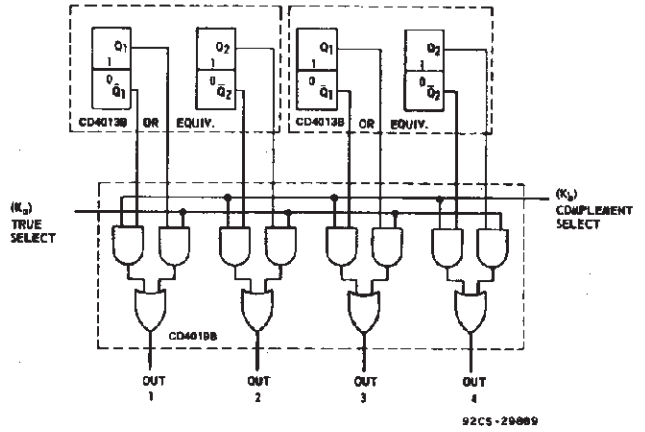 Q1 Q2 Q1 Q2
1 1 1 1
0 0 0 0
Q̅1 Q̅2 Q̅1 Q̅2
CD4013B OR EQUIV. CD4013B OR EQUIV.
(Ka) (Kb)
TRUE COMPLEMENT
SELECT SELECT
CD4019B
OUT OUT OUT OUT
1 2 3 4
92CS-29889